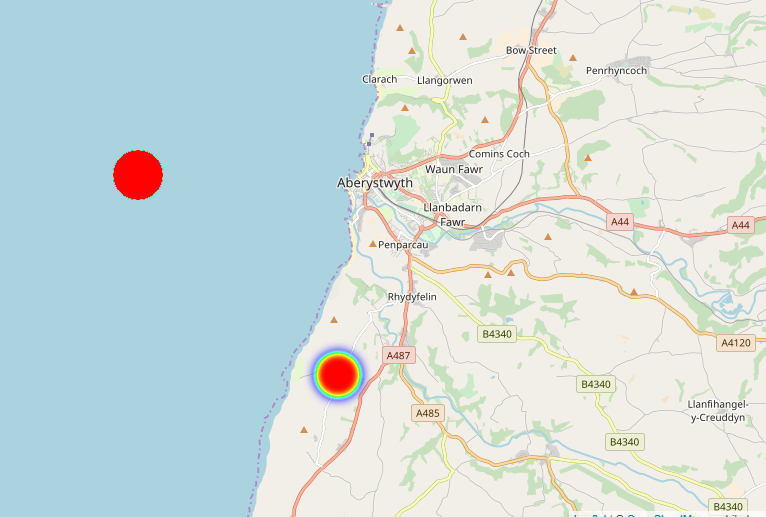 Bow Street
Penrhyncoch
Clarach
Llangorwen
Comins Coch
Waun Fawr
Aberystwyth
Llanbadarn
Fawr
A44
A44
Penparcau
Rhydyfelin
A4120
B4340
A487
B4340
A485
Llanfihangel-
y-Creuddyn
B4340
B4340